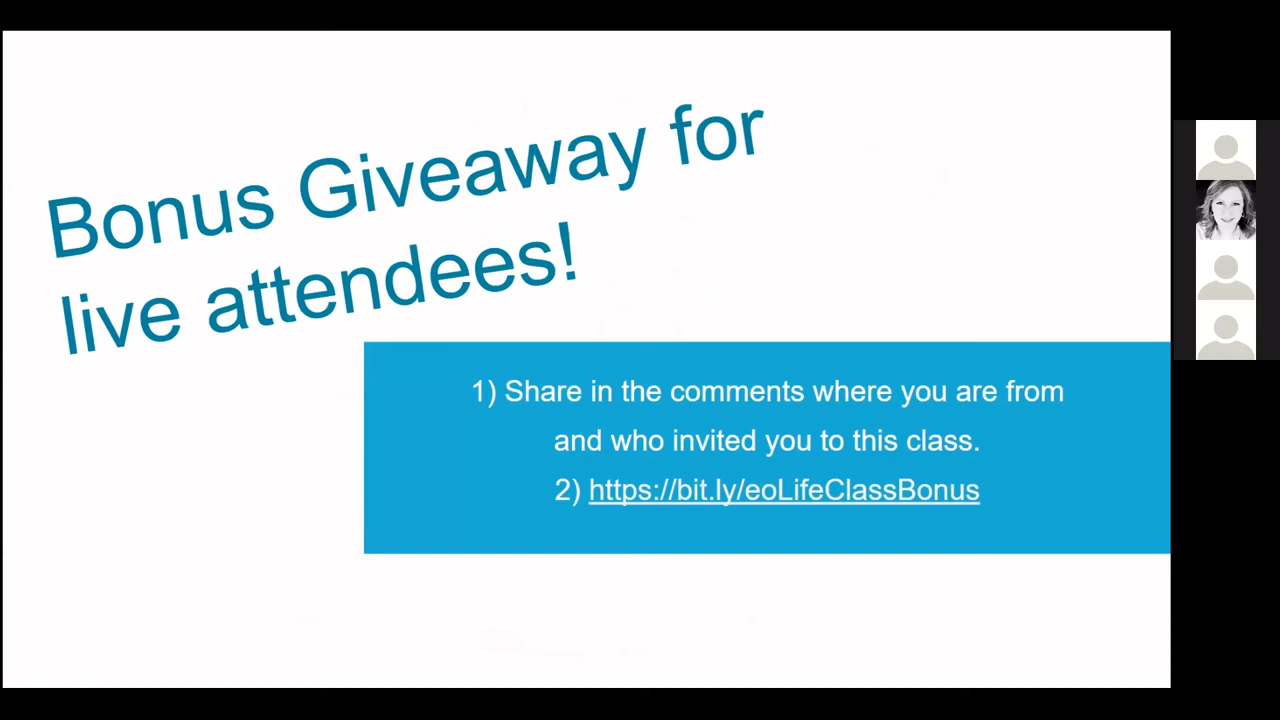 Bonus Giveaway for
live attendees!
1) Share in the comments where you are from
and who invited you to this class.
2) https://bit.ly/eoLifeClassBonus